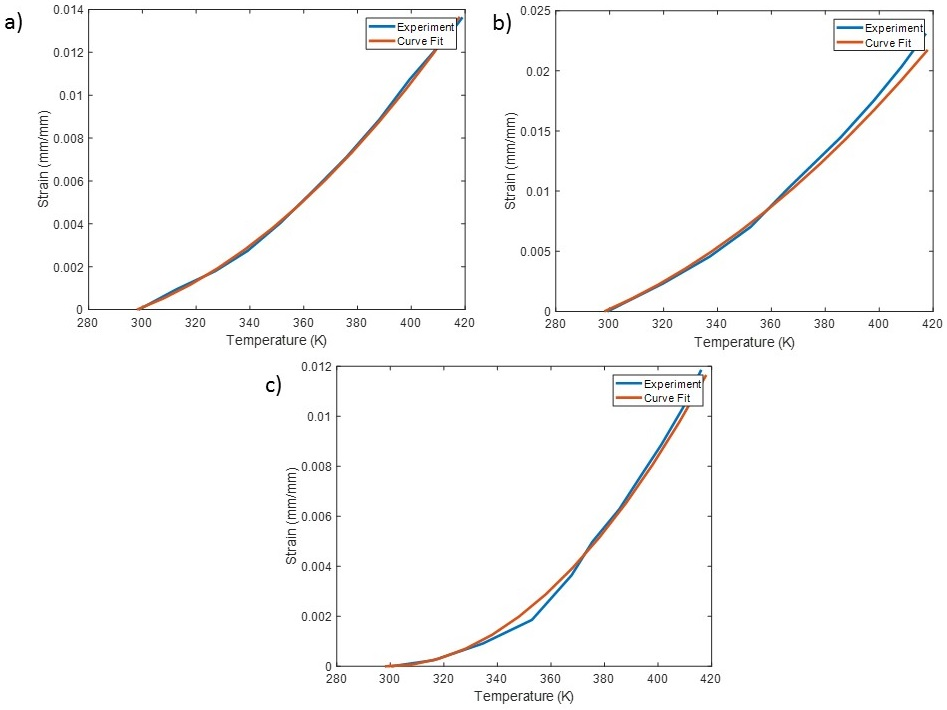 a)
0.014
0.012
0.01
0.008
0.006
0.004
0.002
0
Strain (mm/mm)
280 300 320 340 360 380 400 420
Temperature (K)
Experiment
Curve Fit
b)
0.025
0.02
0.015
0.01
0.005
0
Strain (mm/mm)
280 300 320 340 360 380 400 420
Temperature (K)
Experiment
Curve Fit
c)
0.012
0.01
0.008
0.006
0.004
0.002
0
Strain (mm/mm)
280 300 320 340 360 380 400 420
Temperature (K)
Experiment
Curve Fit